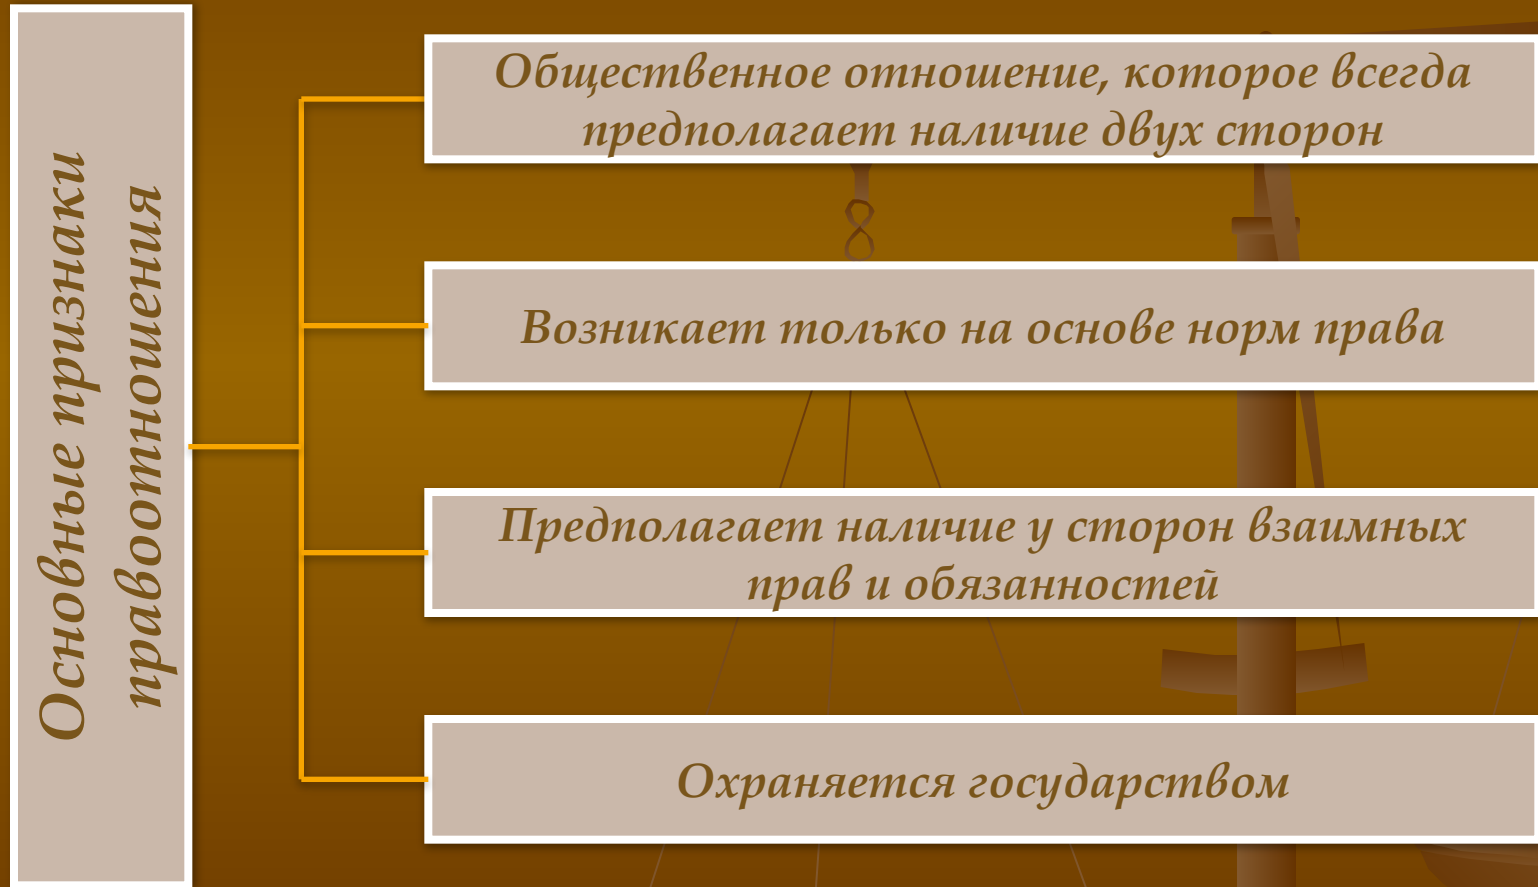 Основные признаки
правоотношения
Общественное отношение, которое всегда
предполагает наличие двух сторон
Возникает только на основе норм права
Предполагает наличие у сторон взаимных
прав и обязанностей
Охраняется государством